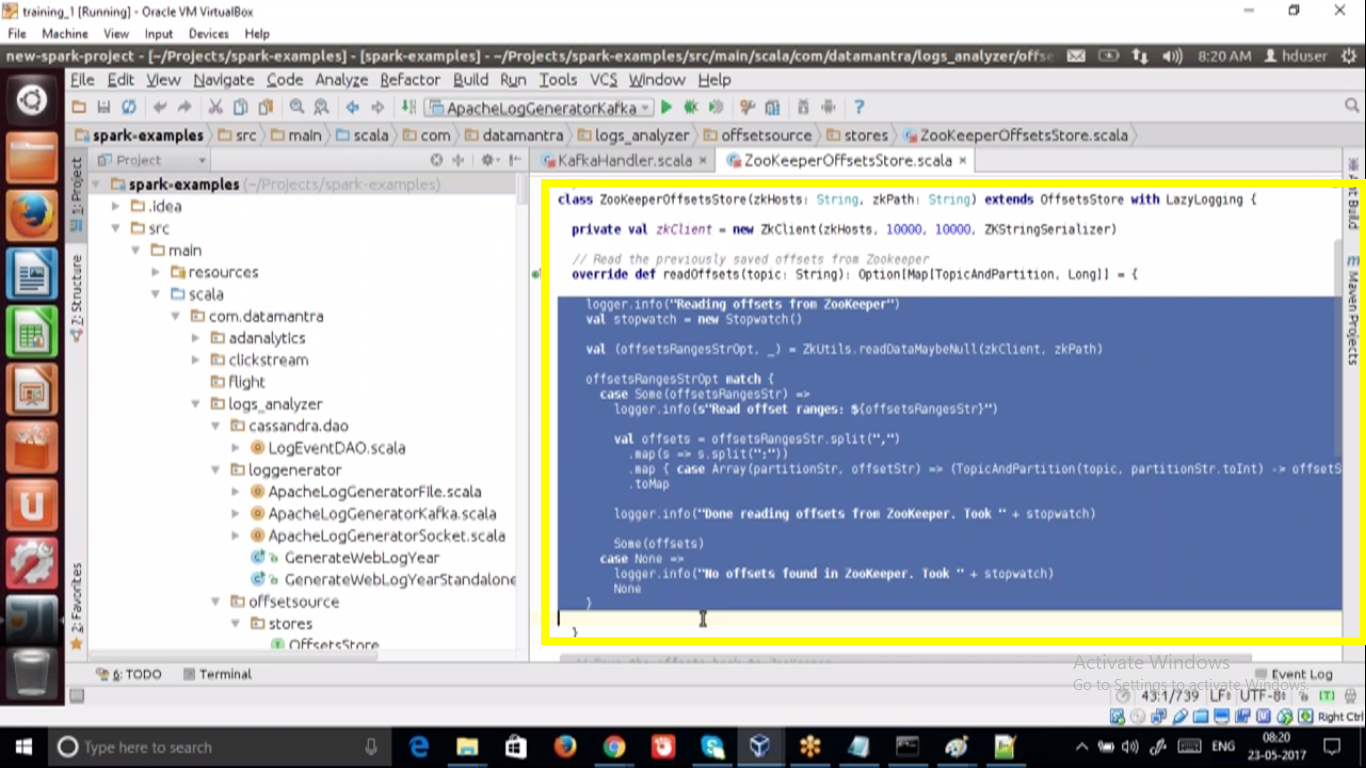 training_1 [Running] - Oracle VM VirtualBox
File Machine View Input Devices Help
new-spark-project - [~/Projects/spark-examples] - [spark-examples] - ~/Projects/spark-examples/src/main/scala/com/datamantra/logs_analyzer/offse
8:20 AM hduser
File Edit View Navigate Code Analyze Refactor Build Run Tools VCS Window Help
ApacheLogGeneratorKafka
spark-examples src main scala com datamantra logs_analyzer offsetsource stores ZooKeeperOffsetsStore.scala
Project
KafkaHandler.scala × ZooKeeperOffsetsStore.scala ×
1: Project
Z: Structure
2: Favorites
spark-examples (~/Projects/spark-examples)
.idea
src
main
resources
scala
com.datamantra
adanalytics
clickstream
flight
logs_analyzer
cassandra.dao
LogEventDAO.scala
loggenerator
ApacheLogGeneratorFile.scala
ApacheLogGeneratorKafka.scala
ApacheLogGeneratorSocket.scala
GenerateWebLogYear
GenerateWebLogYearStandalone
offsetsource
stores
OffsetsStore
class ZooKeeperOffsetsStore(zkHosts: String, zkPath: String) extends OffsetsStore with LazyLogging {
private val zkClient = new ZkClient(zkHosts, 10000, 10000, ZKStringSerializer)
// Read the previously saved offsets from Zookeeper
override def readOffsets(topic: String): Option[Map[TopicAndPartition, Long]] = {
logger.info("Reading offsets from ZooKeeper")
val stopwatch = new Stopwatch()
val (offsetsRangesStrOpt, _) = ZkUtils.readDataMaybeNull(zkClient, zkPath)
offsetsRangesStrOpt match {
case Some(offsetsRangesStr) =>
logger.info(s"Read offset ranges: ${offsetsRangesStr}")
val offsets = offsetsRangesStr.split(",")
.map(s => s.split(":"))
.map { case Array(partitionStr, offsetStr) => (TopicAndPartition(topic, partitionStr.toInt) -> offsetS
.toMap
logger.info("Done reading offsets from ZooKeeper. Took " + stopwatch)
Some(offsets)
case None =>
logger.info("No offsets found in ZooKeeper. Took " + stopwatch)
None
}
}
Ant Build
Maven Projects
6: TODO Terminal
Event Log
Activate Windows
Go to Settings to activate Windows.
43:1/739 LF UTF-8 [T]
Right Ctrl
Type here to search
ENG
08:20
23-05-2017